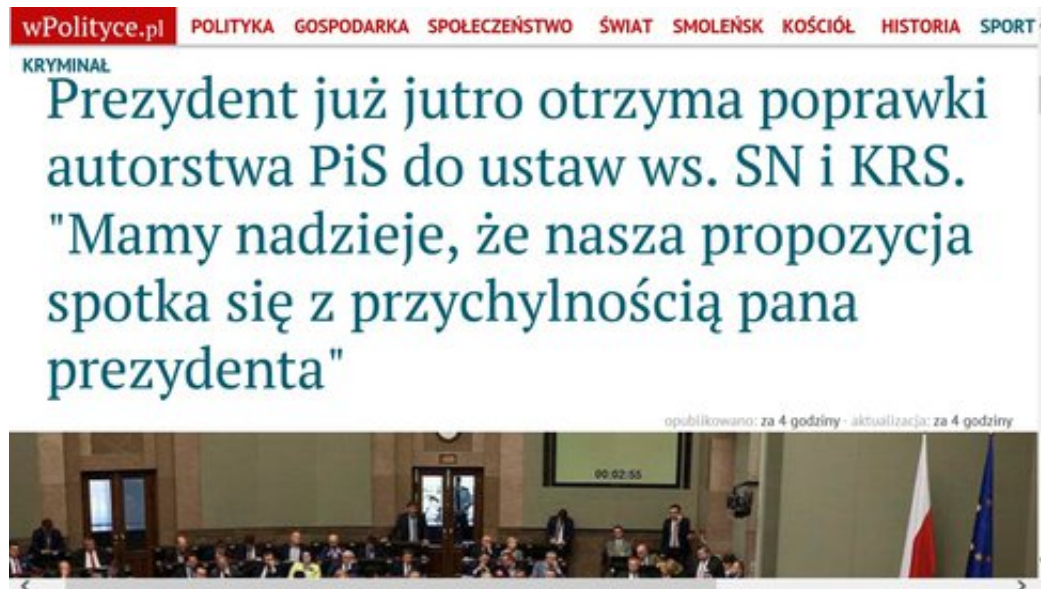 wPolityce.pl POLITYKA GOSPODARKA SPOŁECZEŃSTWO ŚWIAT SMOLEŃSK KOŚCIÓŁ HISTORIA SPORT
KRYMINAŁ
Prezydent już jutro otrzyma poprawki
autorstwa PiS do ustaw ws. SN i KRS.
"Mamy nadzieje, że nasza propozycja
spotka się z przychylnością pana
prezydenta"
opublikowano: za 4 godziny · aktualizacja: za 4 godziny
00:02:55